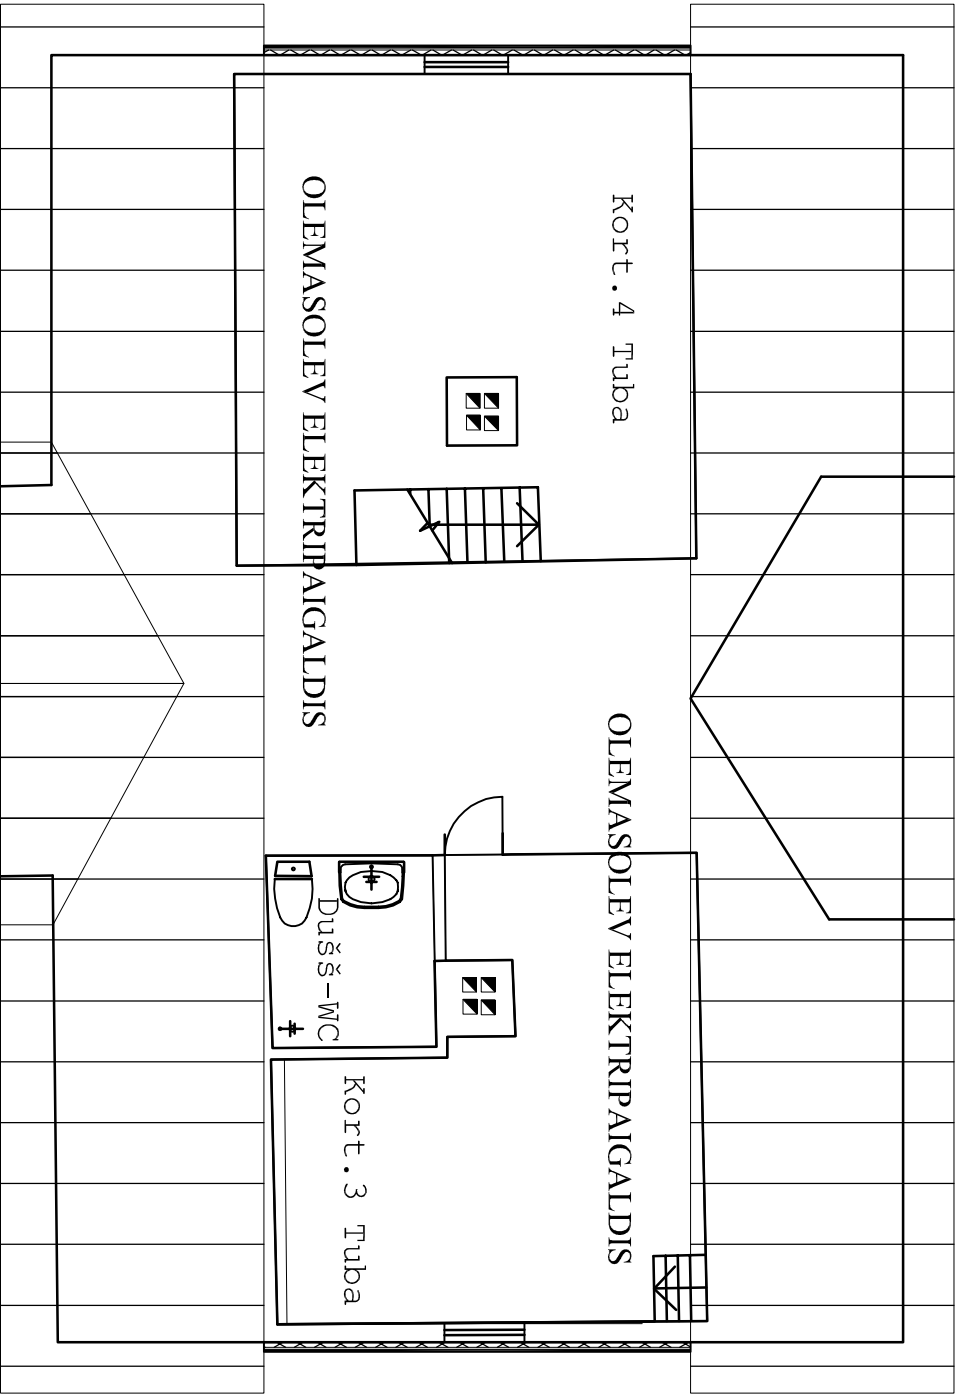 Kort.4 Tuba
OLEMASOLEV ELEKTRIPAIGALDIS
OLEMASOLEV ELEKTRIPAIGALDIS
Dušš-WC
Kort.3 Tuba